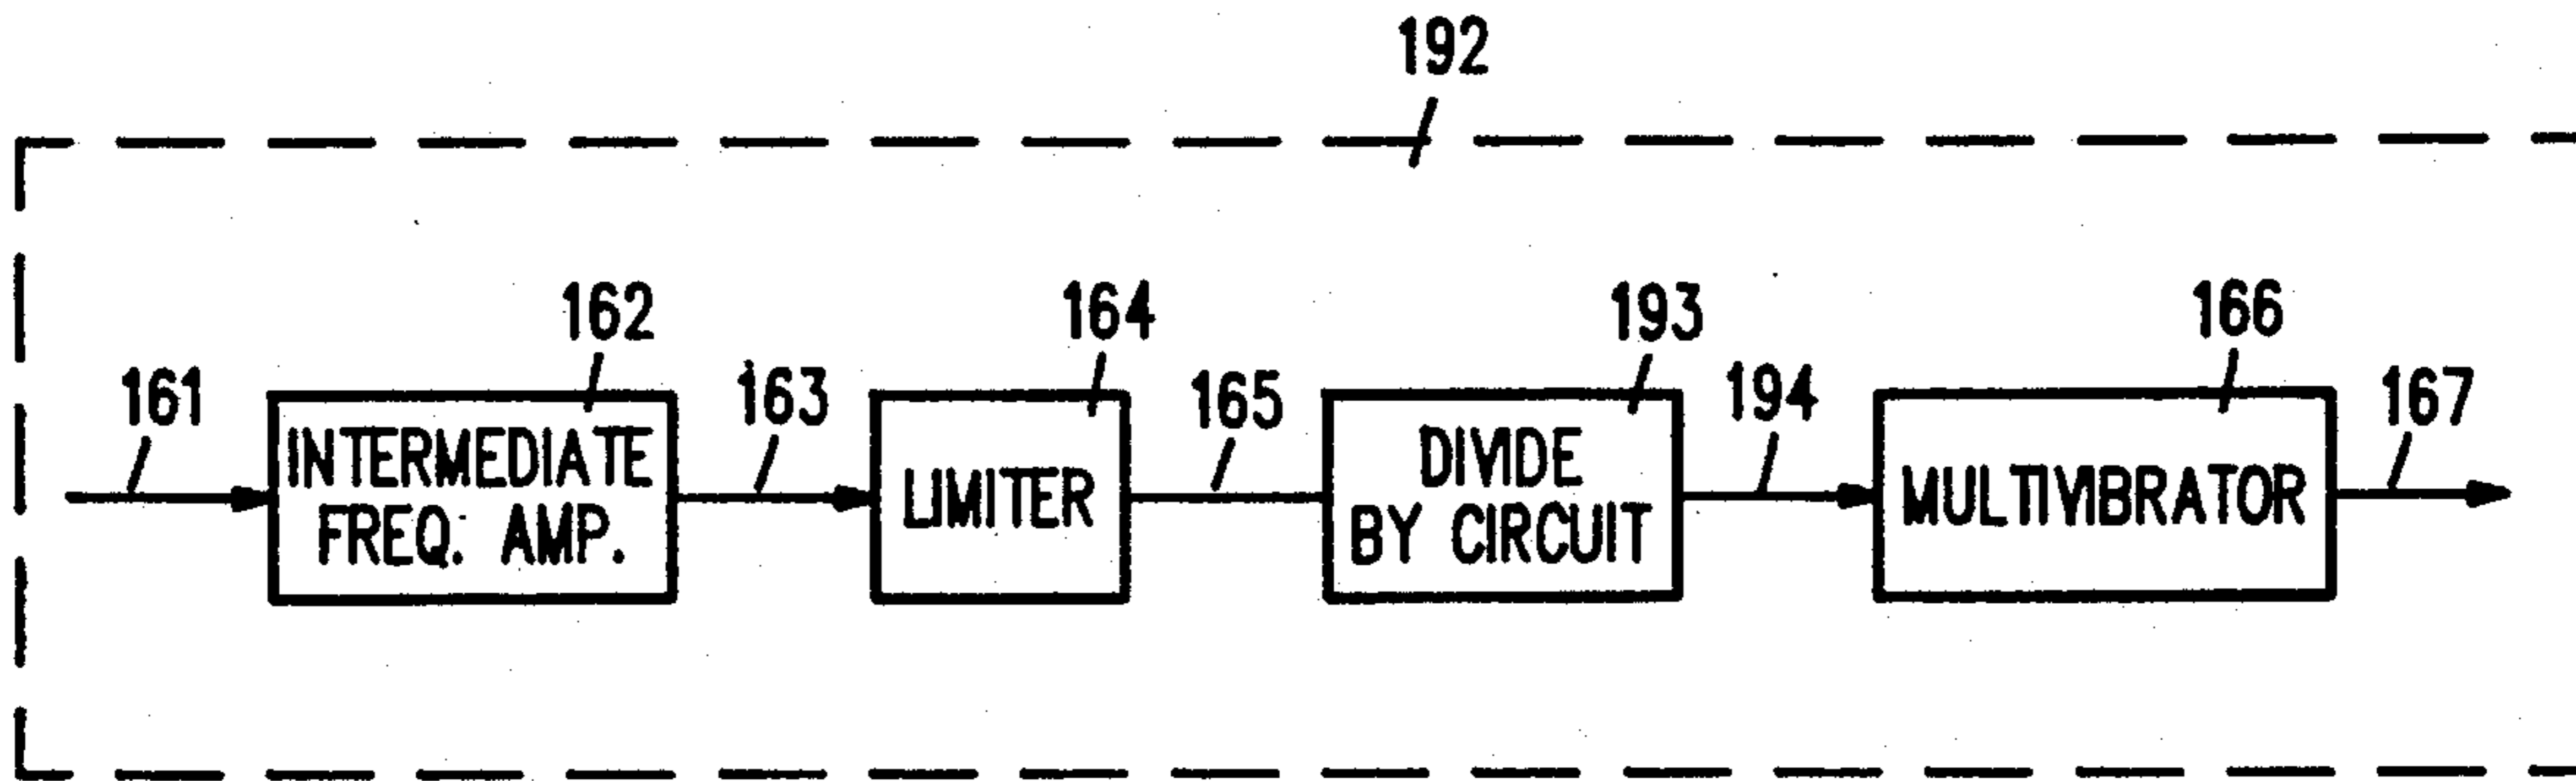 192
162
164
193
166
161
163
165
194
167
INTERMEDIATE
FREQ. AMP.
LIMITER
DIVIDE
BY CIRCUIT
MULTIVIBRATOR